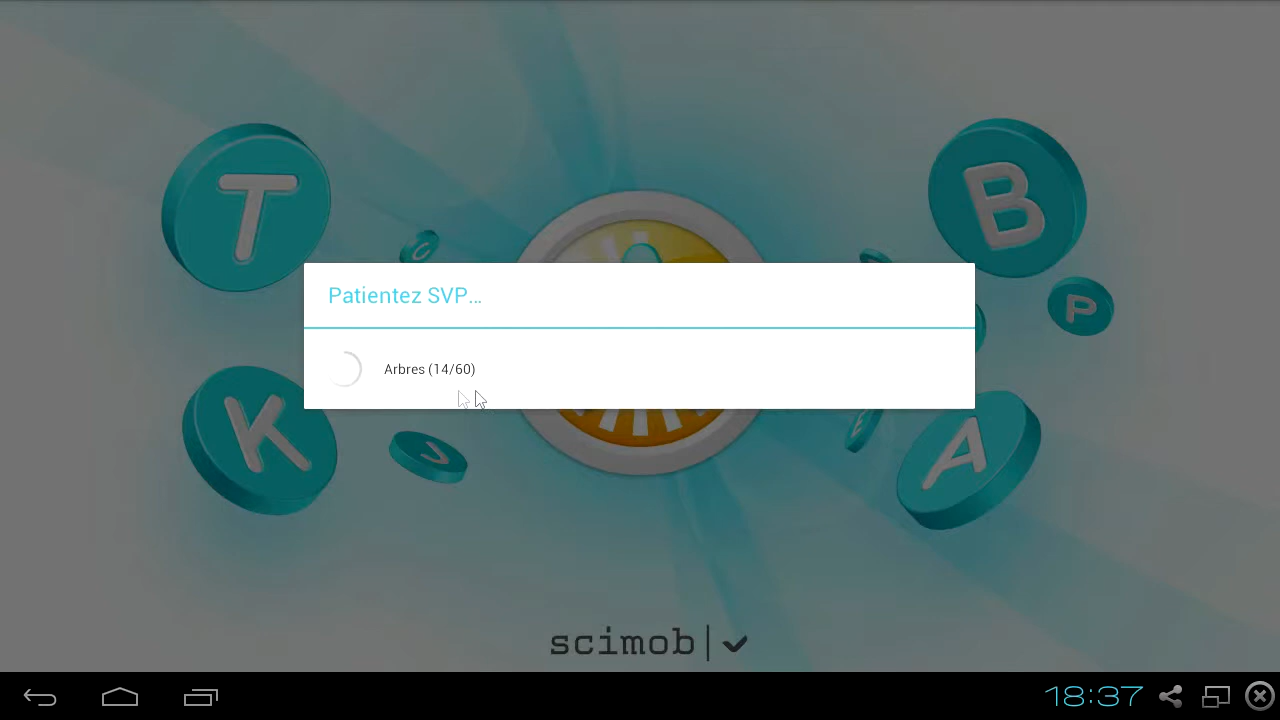 T
B
C
P
Patientez SVP...
Arbres (14/60)
K
J
A
scimob
18:37